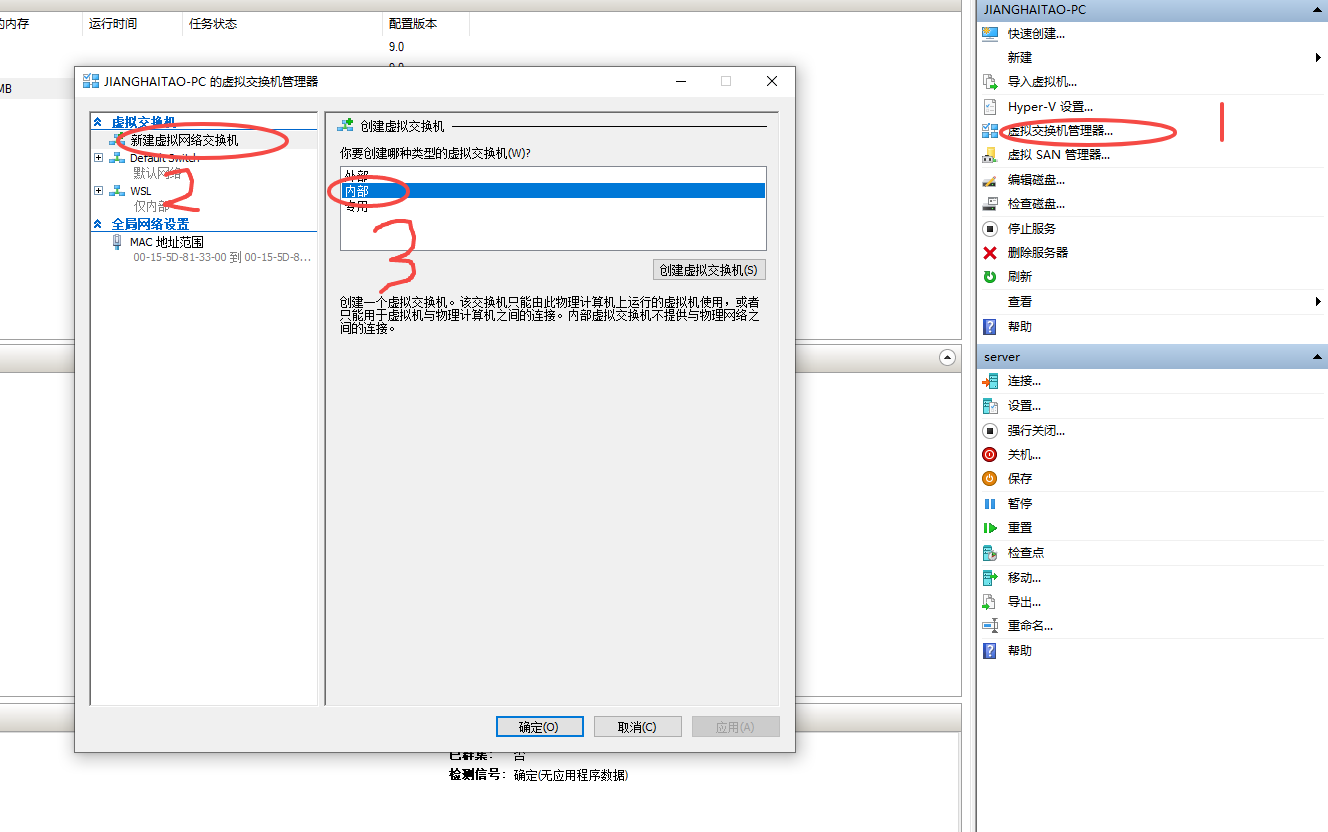 的内存 运行时间 任务状态 配置版本
9.0
MB
JIANGHAITAO-PC 的虚拟交换机管理器
虚拟交换机
新建虚拟网络交换机
Default Switch
默认网络
WSL
仅内部
全局网络设置
MAC 地址范围
00-15-5D-81-33-00 到 00-15-5D-8...
2
创建虚拟交换机
你要创建哪种类型的虚拟交换机(W)?
外部
内部
专用
3
创建虚拟交换机(S)
创建一个虚拟交换机。该交换机只能由此物理计算机上运行的虚拟机使用，或者
只能用于虚拟机与物理计算机之间的连接。内部虚拟交换机不提供与物理网络之
间的连接。
确定(O) 取消(C) 应用(A)
已群集: 否
检测信号: 确定(无应用程序数据)
JIANGHAITAO-PC
快速创建...
新建
导入虚拟机...
Hyper-V 设置...
虚拟交换机管理器...
1
虚拟 SAN 管理器...
编辑磁盘...
检查磁盘...
停止服务
删除服务器
刷新
查看
帮助
server
连接...
设置...
强行关闭...
关机...
保存
暂停
重置
检查点
移动...
导出...
重命名...
帮助